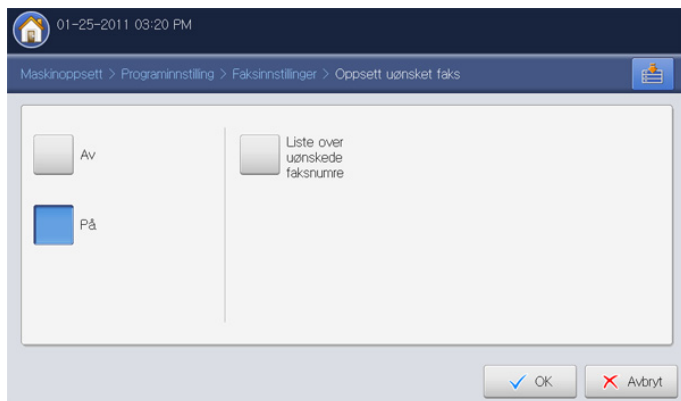 01-25-2011 03:20 PM
Maskinoppsett > Programinnstilling > Faksinnstillinger > Oppsett uønsket faks
Av
Liste over
uønskede
faksnumre
På
OK
Avbryt